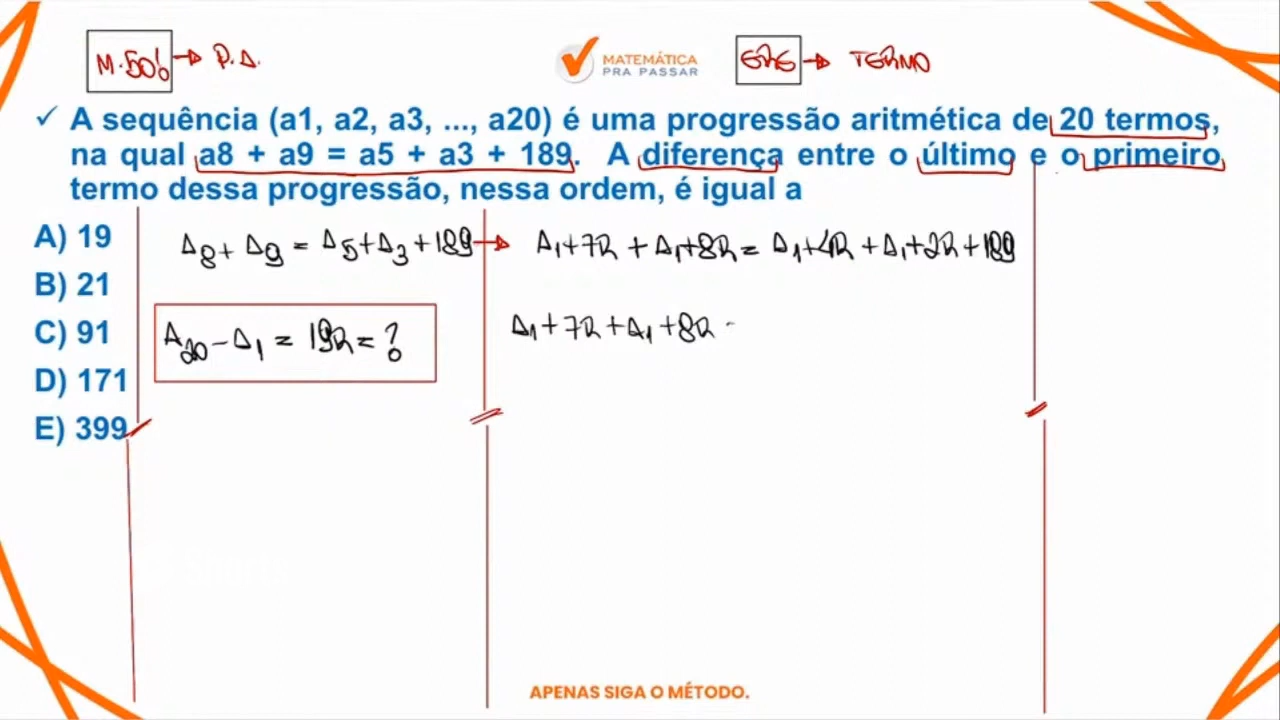 M.50% → P.A.
MATEMÁTICA
PRA PASSAR
→ TERMO
✓ A sequência (a1, a2, a3, ..., a20) é uma progressão aritmética de 20 termos,
na qual a8 + a9 = a5 + a3 + 189. A diferença entre o último e o primeiro
termo dessa progressão, nessa ordem, é igual a
A) 19
B) 21
C) 91
D) 171
E) 399
A8 + A9 = A5 + A3 + 189 → A1 + 7R + A1 + 8R = A1 + 4R + A1 + 2R + 189
A20 - A1 = 19R = ?
A1 + 7R + A1 + 8R -
APENAS SIGA O MÉTODO.